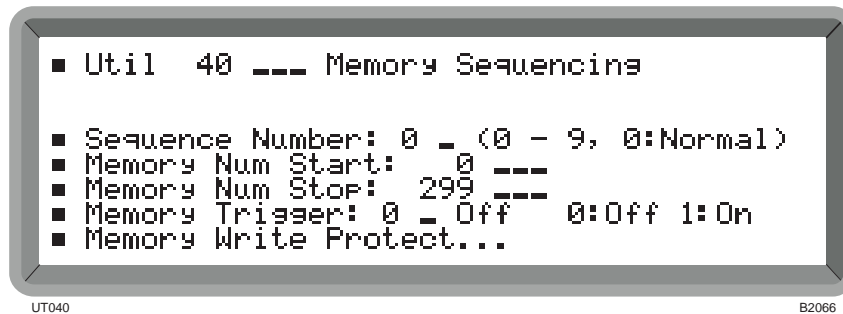 ■ Util 40 ___ Memory Sequencing
■ Sequence Number: 0 _ (0 - 9, 0:Normal)
■ Memory Num Start: 0 ___
■ Memory Num Stop: 299 ___
■ Memory Trigger: 0 _ Off 0:Off 1:On
■ Memory Write Protect...
UT040 B2066